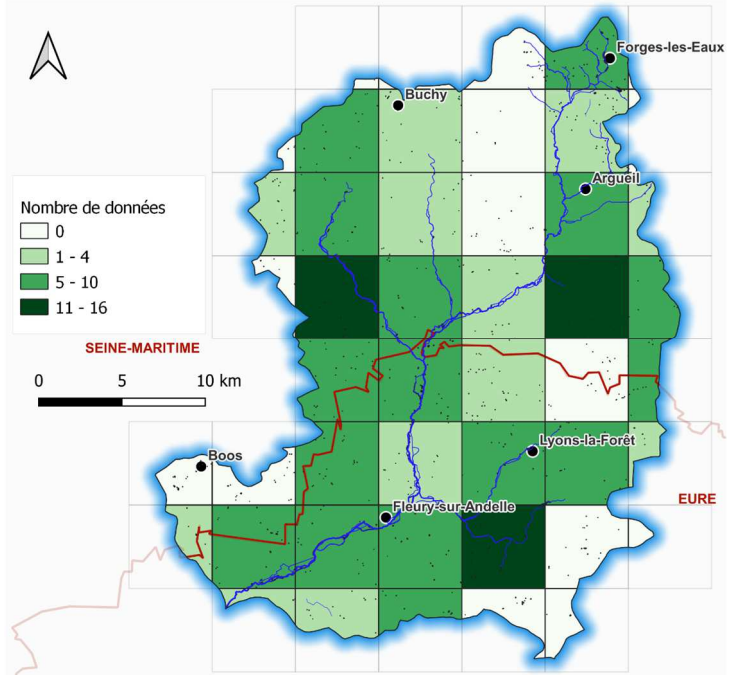 Forges-les-Eaux
Buchy
Argueil
Nombre de données
0
1 - 4
5 - 10
11 - 16
SEINE-MARITIME
0 5 10 km
Lyons-la-Forêt
Boos
EURE
Fleury-sur-Andelle